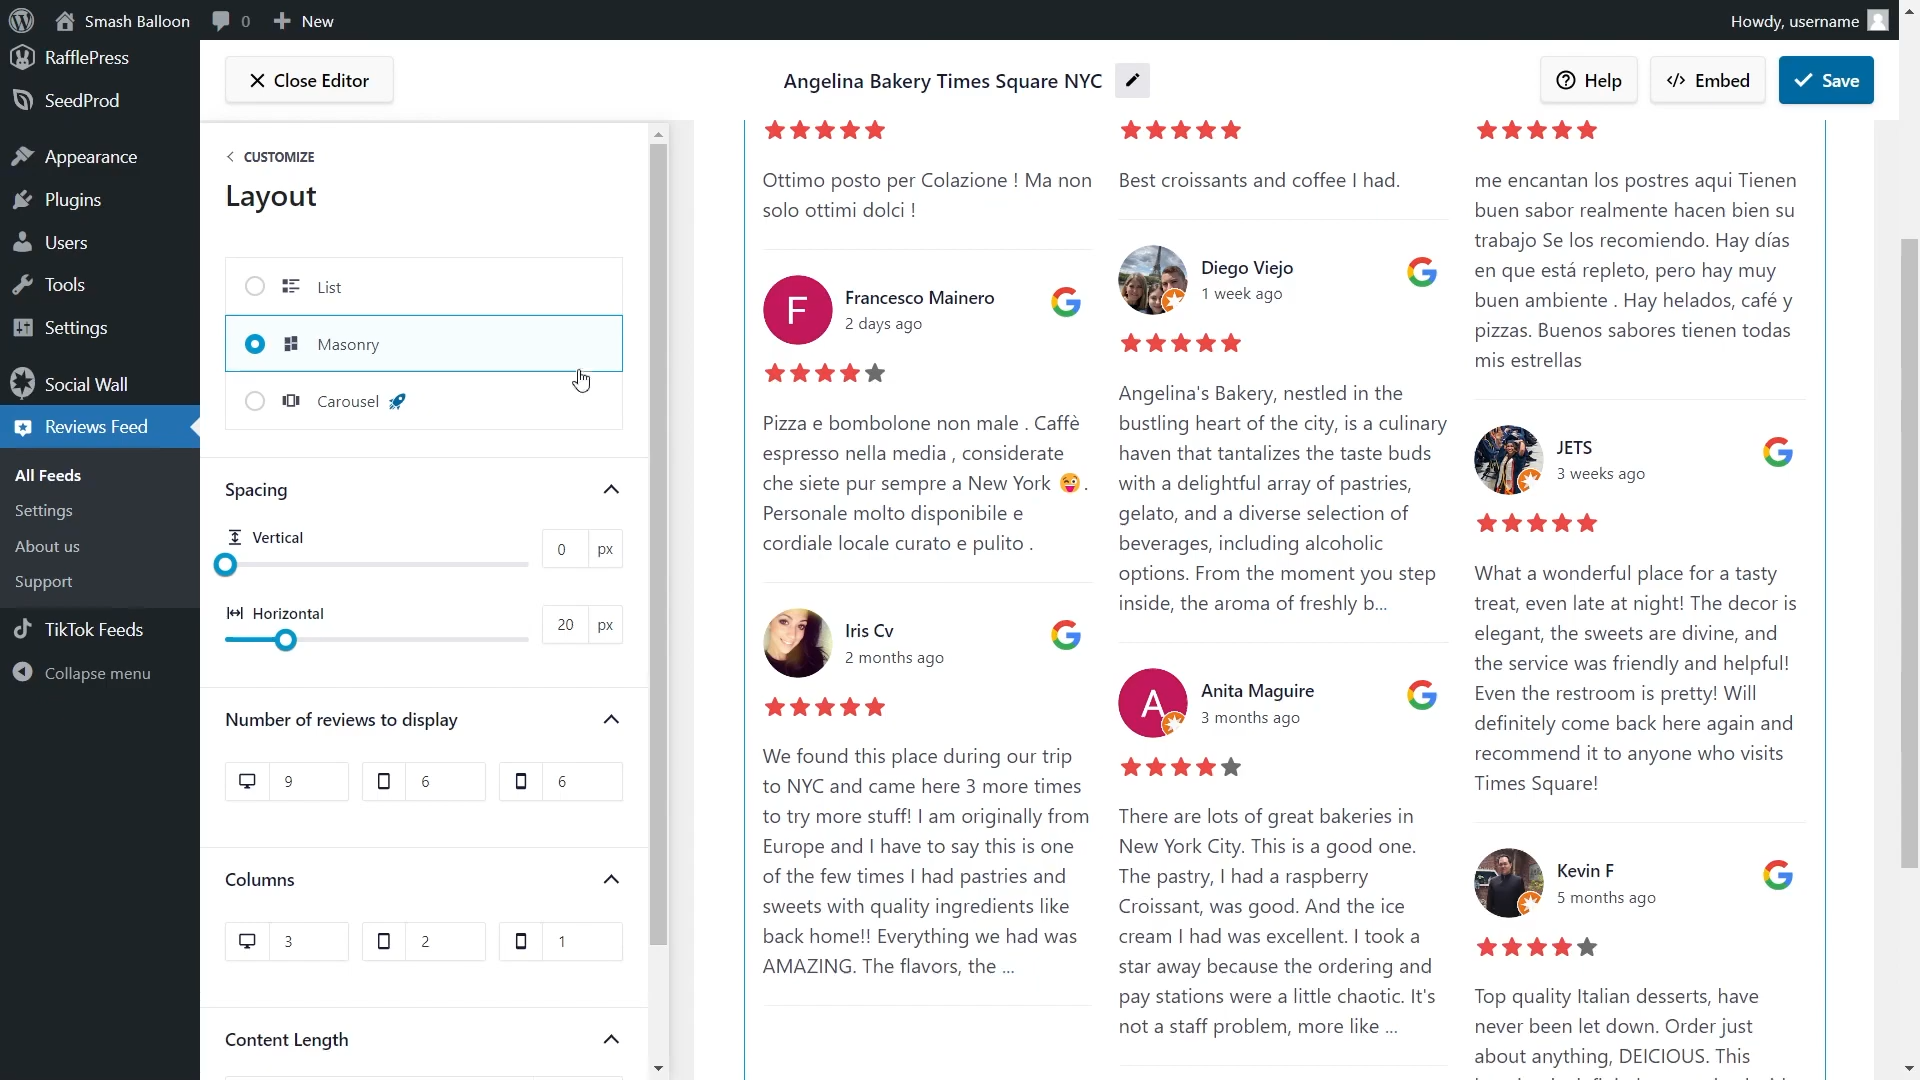 Smash Balloon
0
New
Howdy, username
RafflePress
SeedProd
Appearance
Plugins
Users
Tools
Settings
Social Wall
Reviews Feed
All Feeds
Settings
About us
Support
TikTok Feeds
Collapse menu
Close Editor
Angelina Bakery Times Square NYC
Help
Embed
Save
CUSTOMIZE
Layout
List
Masonry
Carousel
Spacing
Vertical
0 px
Horizontal
20 px
Number of reviews to display
9
6
6
Columns
3
2
1
Content Length
Ottimo posto per Colazione ! Ma non
solo ottimi dolci !
F
Francesco Mainero
2 days ago
Pizza e bombolone non male . Caffè
espresso nella media , considerate
che siete pur sempre a New York 😜.
Personale molto disponibile e
cordiale locale curato e pulito .
Iris Cv
2 months ago
We found this place during our trip
to NYC and came here 3 more times
to try more stuff! I am originally from
Europe and I have to say this is one
of the few times I had pastries and
sweets with quality ingredients like
back home!! Everything we had was
AMAZING. The flavors, the ...
Best croissants and coffee I had.
Diego Viejo
1 week ago
Angelina's Bakery, nestled in the
bustling heart of the city, is a culinary
haven that tantalizes the taste buds
with a delightful array of pastries,
gelato, and a diverse selection of
beverages, including alcoholic
options. From the moment you step
inside, the aroma of freshly b...
A
Anita Maguire
3 months ago
There are lots of great bakeries in
New York City. This is a good one.
The pastry, I had a raspberry
Croissant, was good. And the ice
cream I had was excellent. I took a
star away because the ordering and
pay stations were a little chaotic. It's
not a staff problem, more like ...
me encantan los postres aqui Tienen
buen sabor realmente hacen bien su
trabajo Se los recomiendo. Hay días
en que está repleto, pero hay muy
buen ambiente . Hay helados, café y
pizzas. Buenos sabores tienen todas
mis estrellas
JETS
3 weeks ago
What a wonderful place for a tasty
treat, even late at night! The decor is
elegant, the sweets are divine, and
the service was friendly and helpful!
Even the restroom is pretty! Will
definitely come back here again and
recommend it to anyone who visits
Times Square!
Kevin F
5 months ago
Top quality Italian desserts, have
never been let down. Order just
about anything, DEICIOUS. This